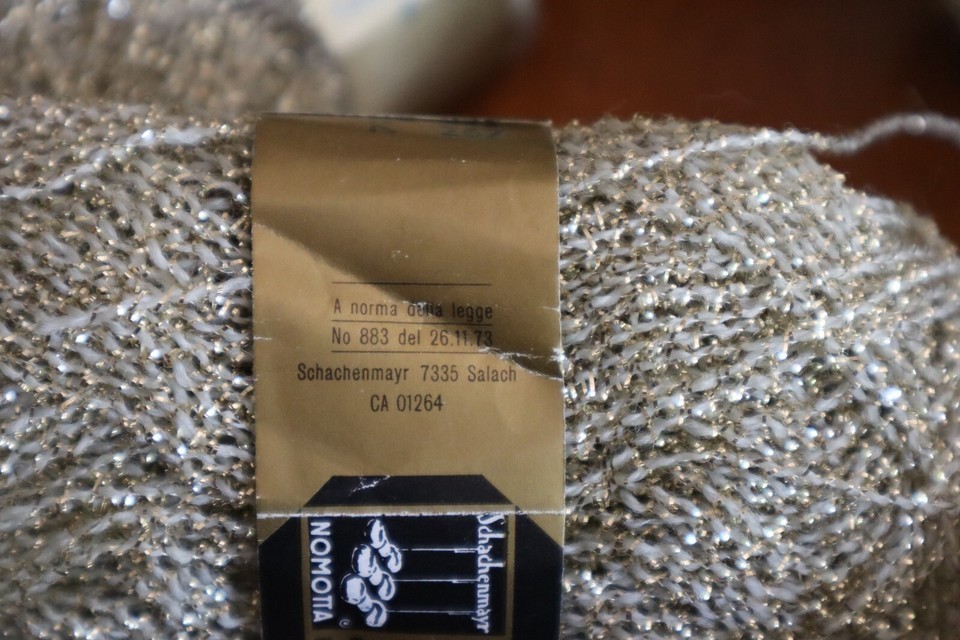 A norma della legge
No 883 del 26.11.73
Schachenmayr 7335 Salach
CA 01264
Schachenmayr
NOMOTTA
©